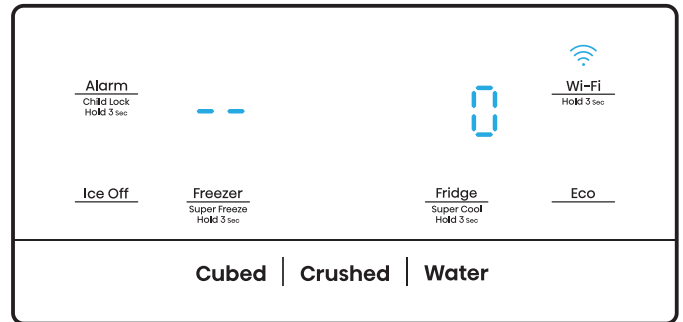 Alarm
Child Lock
Hold 3 Sec
-- 0
Wi-Fi
Hold 3 Sec
Ice Off
Freezer
Super Freeze
Hold 3 Sec
Fridge
Super Cool
Hold 3 Sec
Eco
Cubed | Crushed | Water